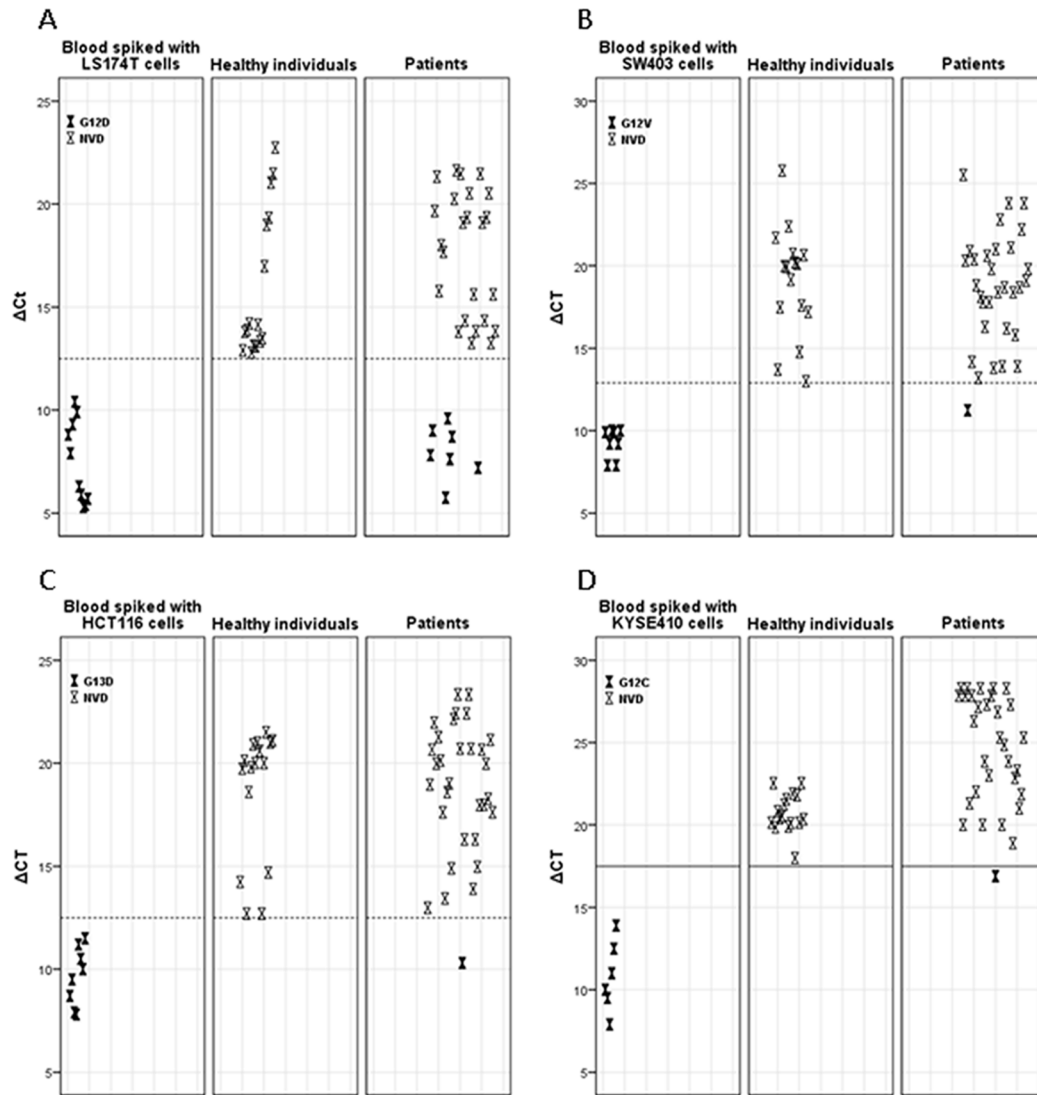 A
Blood spiked with
LS174T cells
Healthy individuals
Patients
G12D
NVD
ΔCt
25
20
15
10
5
B
Blood spiked with
SW403 cells
Healthy individuals
Patients
G12V
NVD
ΔCT
30
25
20
15
10
5
C
Blood spiked with
HCT116 cells
Healthy individuals
Patients
G13D
NVD
ΔCT
25
20
15
10
5
D
Blood spiked with
KYSE410 cells
Healthy individuals
Patients
G12C
NVD
ΔCT
30
25
20
15
10
5